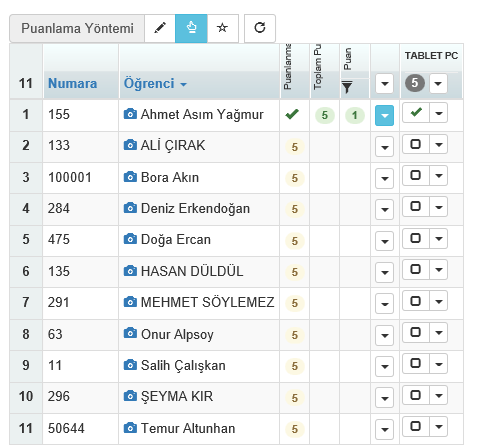 Puanlama Yöntemi
11 Numara Öğrenci Puanlanma Toplam Pu Puan TABLET PC 5
1 155 Ahmet Asım Yağmur 5 1
2 133 ALİ ÇIRAK 5
3 100001 Bora Akın 5
4 284 Deniz Erkendoğan 5
5 475 Doğa Ercan 5
6 135 HASAN DÜLDÜL 5
7 291 MEHMET SÖYLEMEZ 5
8 63 Onur Alpsoy 5
9 11 Salih Çalışkan 5
10 296 ŞEYMA KIR 5
11 50644 Temur Altunhan 5